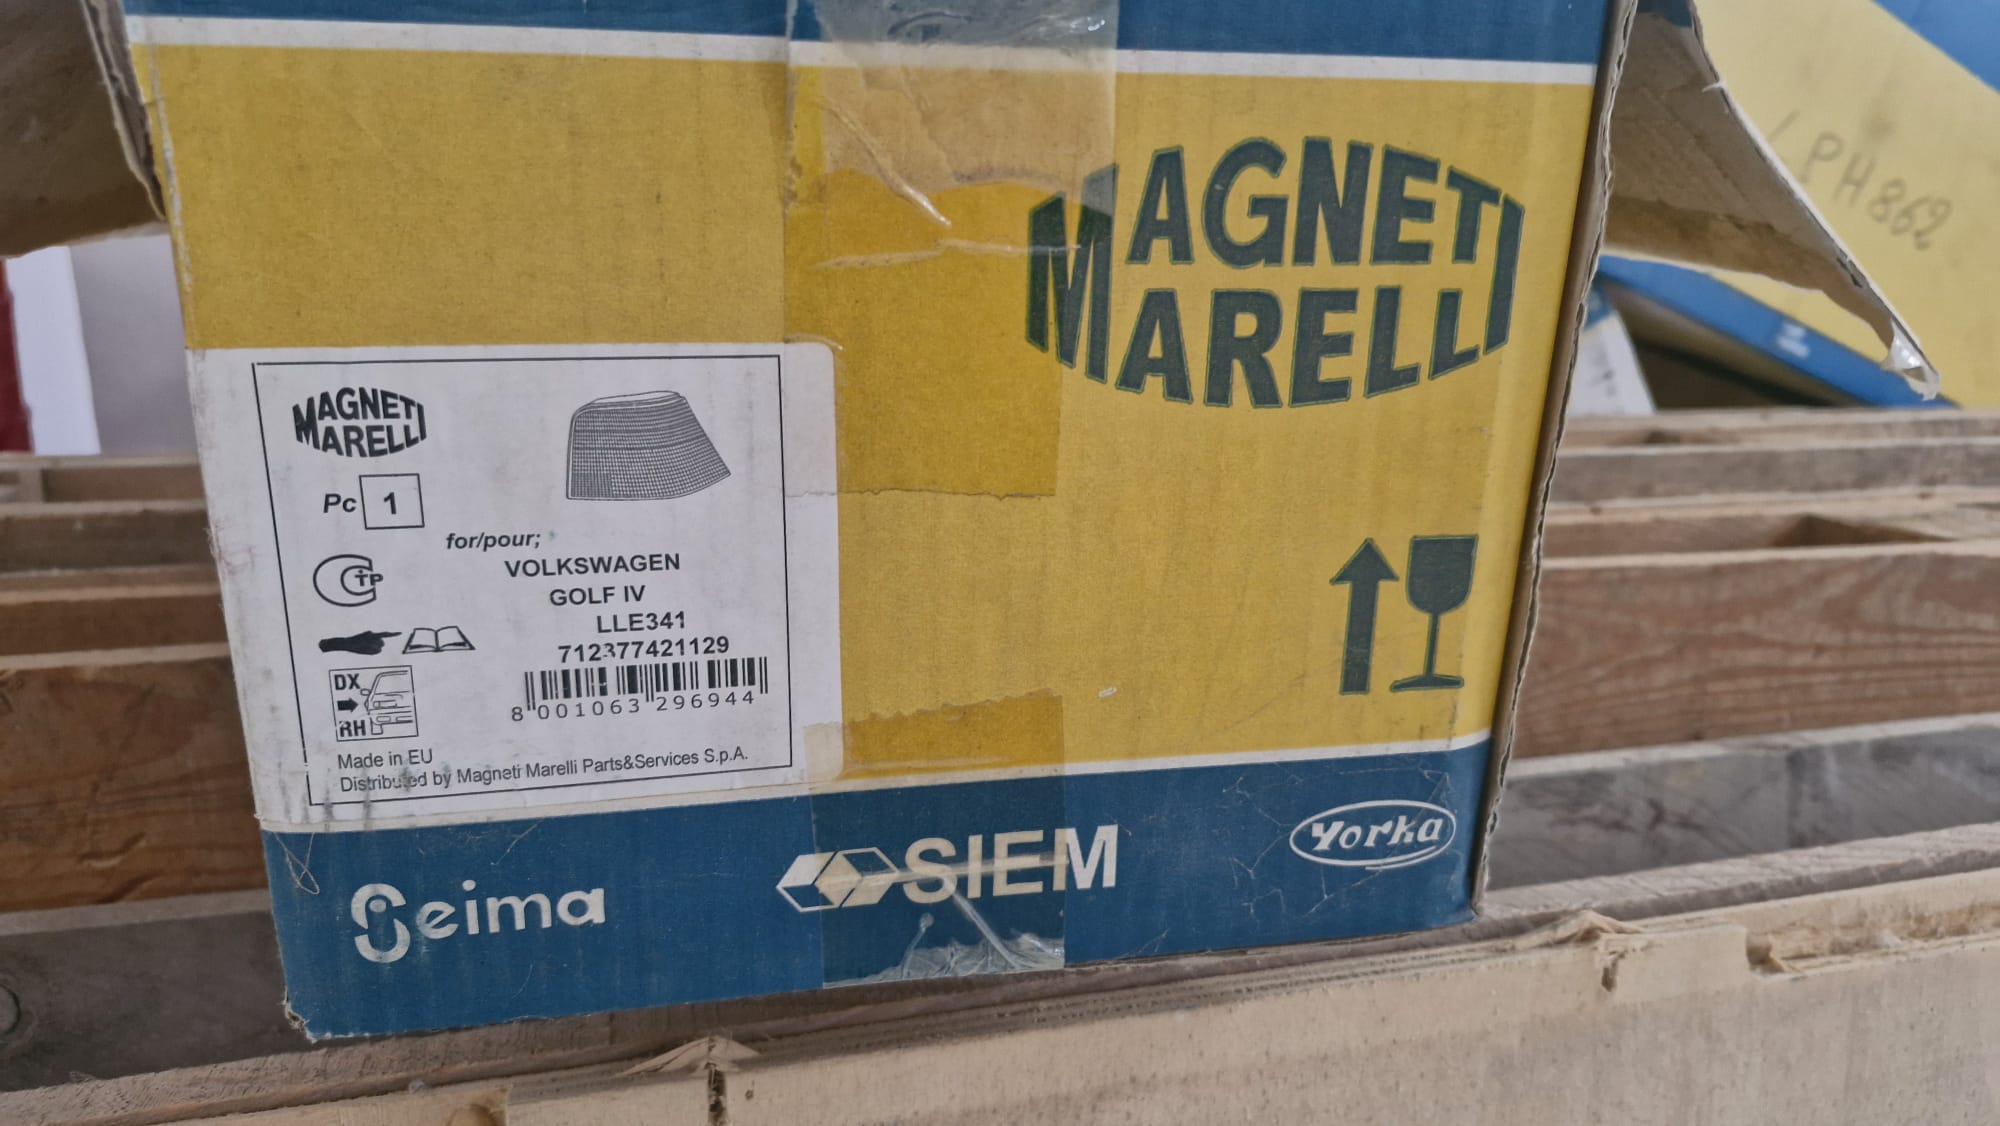 MAGNETI
MARELLI
LPH862
MAGNETI
MARELLI
Pc 1
for/pour;
VOLKSWAGEN
GOLF IV
LLE341
712377421129
8 001063 296944
DX
RH
Made in EU
Distributed by Magneti Marelli Parts&Services S.p.A.
Seima
SIEM
Yorka